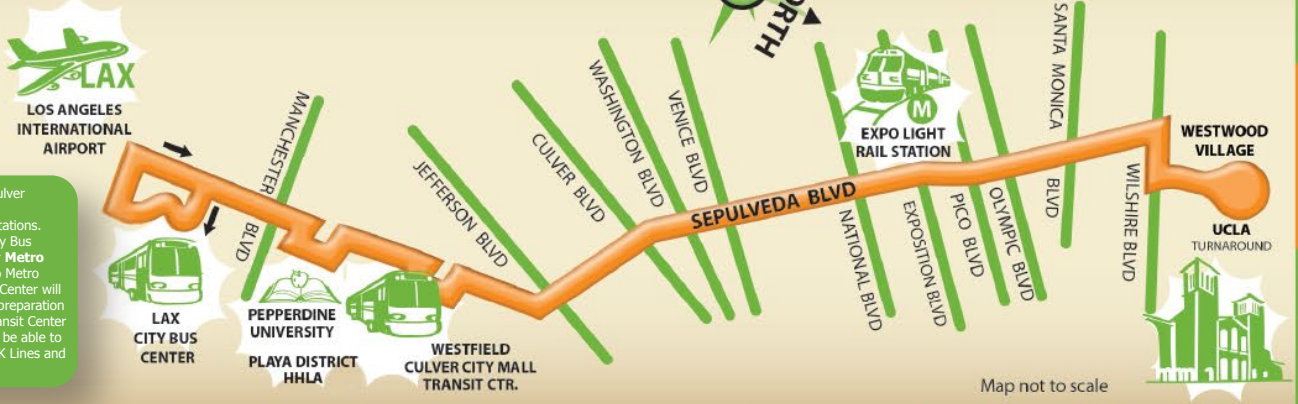 LAX
LOS ANGELES
INTERNATIONAL
AIRPORT
ulver
tations.
y Bus
Metro
Metro
Center will
preparation
ansit Center
be able to
K Lines and
LAX
CITY BUS
CENTER
MANCHESTER
BLVD
PEPPERDINE
UNIVERSITY
PLAYA DISTRICT
HHLA
WESTFIELD
CULVER CITY MALL
TRANSIT CTR.
JEFFERSON BLVD
CULVER BLVD
WASHINGTON BLVD
VENICE BLVD
SEPULVEDA BLVD
ORTH
NATIONAL BLVD
M
EXPO LIGHT
RAIL STATION
EXPOSITION BLVD
PICO BLVD
OLYMPIC BLVD
SANTA MONICA
BLVD
WILSHIRE BLVD
WESTWOOD
VILLAGE
UCLA
TURNAROUND
Map not to scale